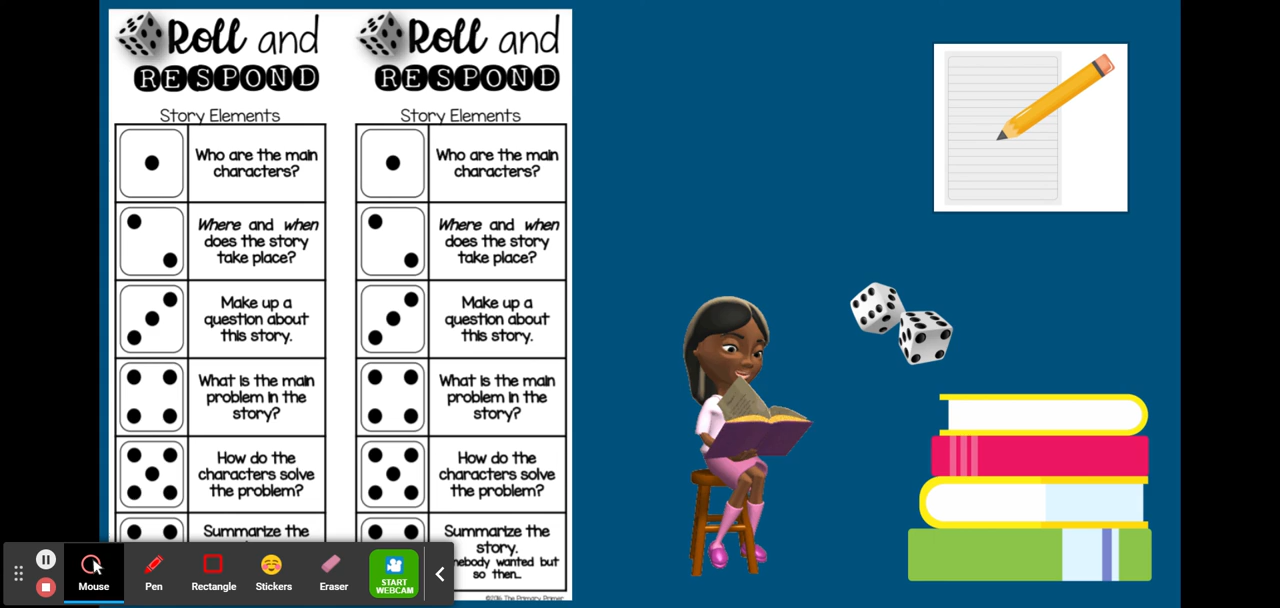 Roll and
RESPOND
Story Elements
Who are the main
characters?
Where and when
does the story
take place?
Make up a
question about
this story.
What is the main
problem in the
story?
How do the
characters solve
the problem?
Summarize the
Roll and
RESPOND
Story Elements
Who are the main
characters?
Where and when
does the story
take place?
Make up a
question about
this story.
What is the main
problem in the
story?
How do the
characters solve
the problem?
Summarize the
story.
wanted but
so then...
©2016 The Primary Primer
Mouse
Pen
Rectangle
Stickers
Eraser
START
WEBCAM